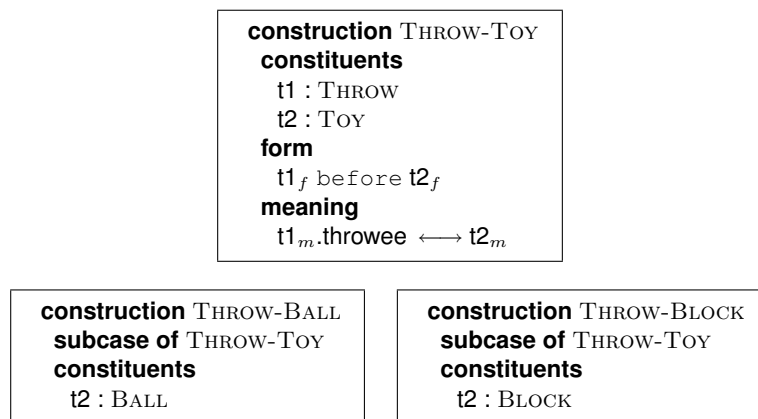 construction THROW-TOY
constituents
t1 : THROW
t2 : TOY
form
t1f before t2f
meaning
t1m.throwee ⟷ t2m
construction THROW-BALL
subcase of THROW-TOY
constituents
t2 : BALL
construction THROW-BLOCK
subcase of THROW-TOY
constituents
t2 : BLOCK